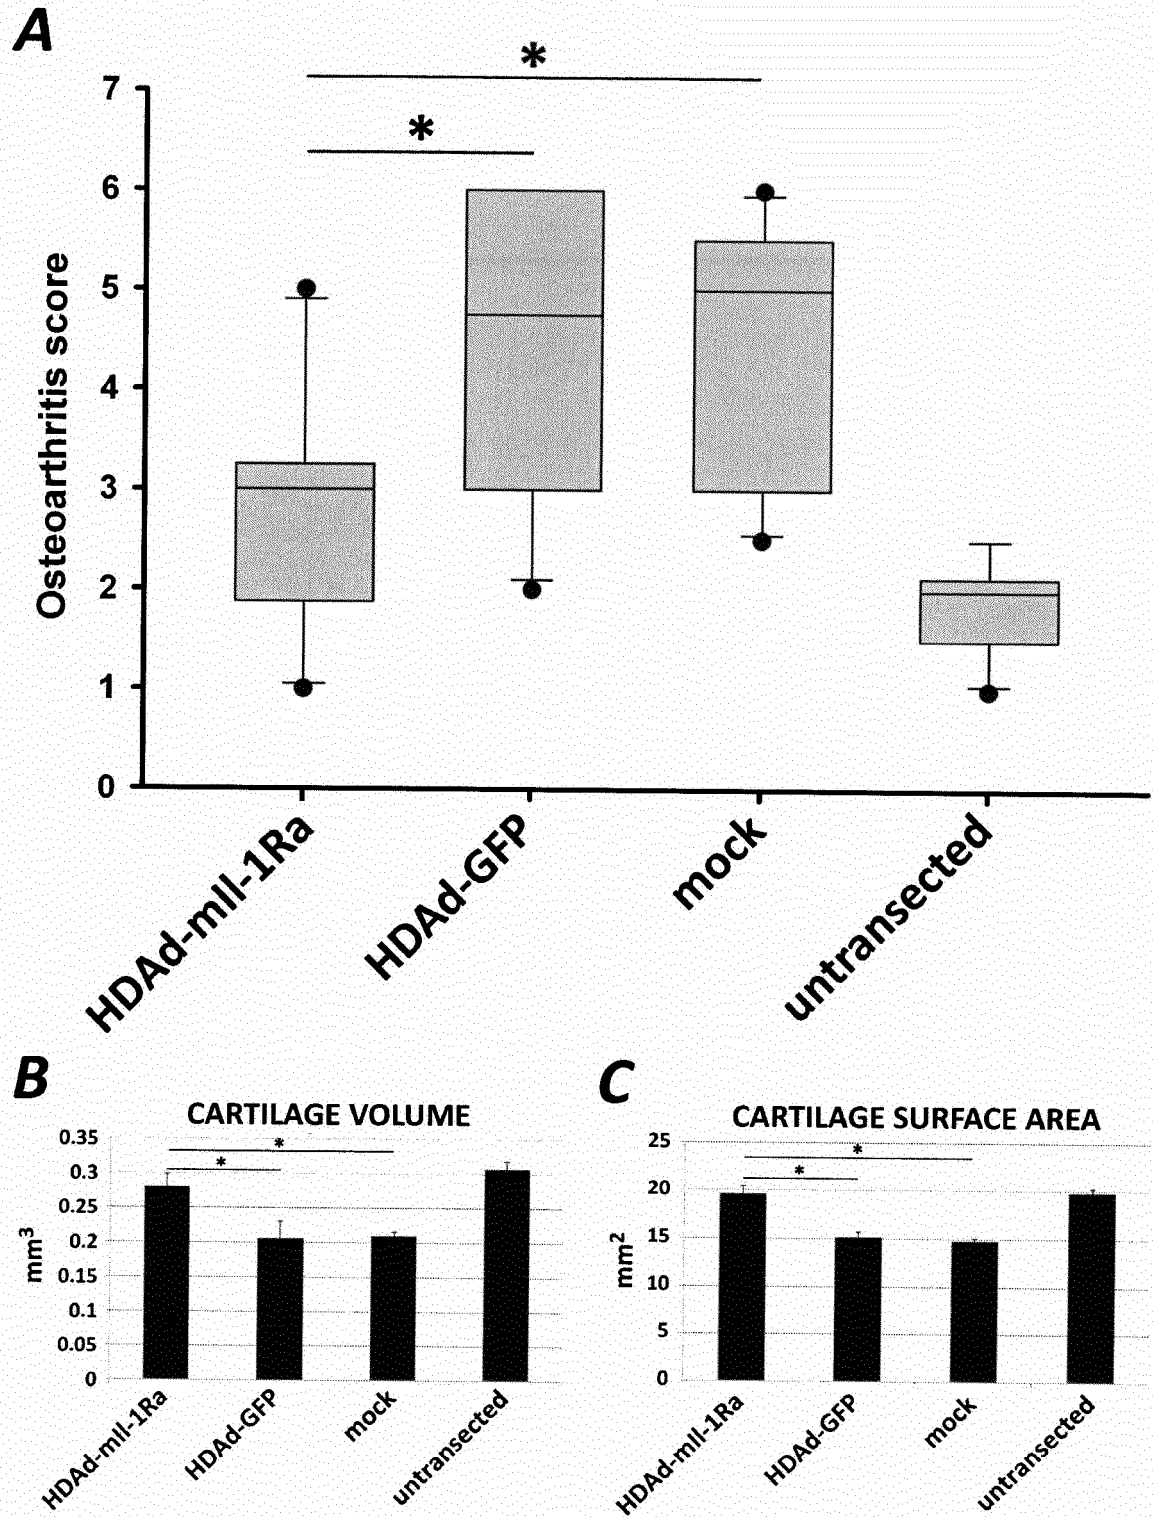 A
*
*
7
6
5
4
3
2
1
0
Osteoarthritis score
HDAd-mIl-1Ra
HDAd-GFP
mock
untransected
B
CARTILAGE VOLUME
*
*
0.35
0.3
0.25
0.2
0.15
0.1
0.05
0
mm3
HDAd-mIl-1Ra
HDAd-GFP
mock
untransected
C
CARTILAGE SURFACE AREA
*
*
25
20
15
10
5
0
mm2
HDAd-mIl-1Ra
HDAd-GFP
mock
untransected